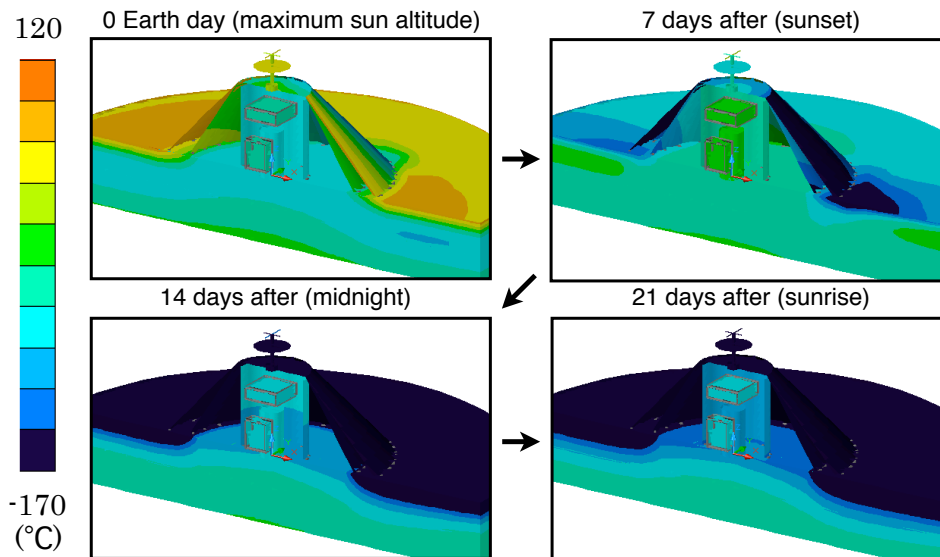 120
-170
(°C)
0 Earth day (maximum sun altitude)
7 days after (sunset)
14 days after (midnight)
21 days after (sunrise)